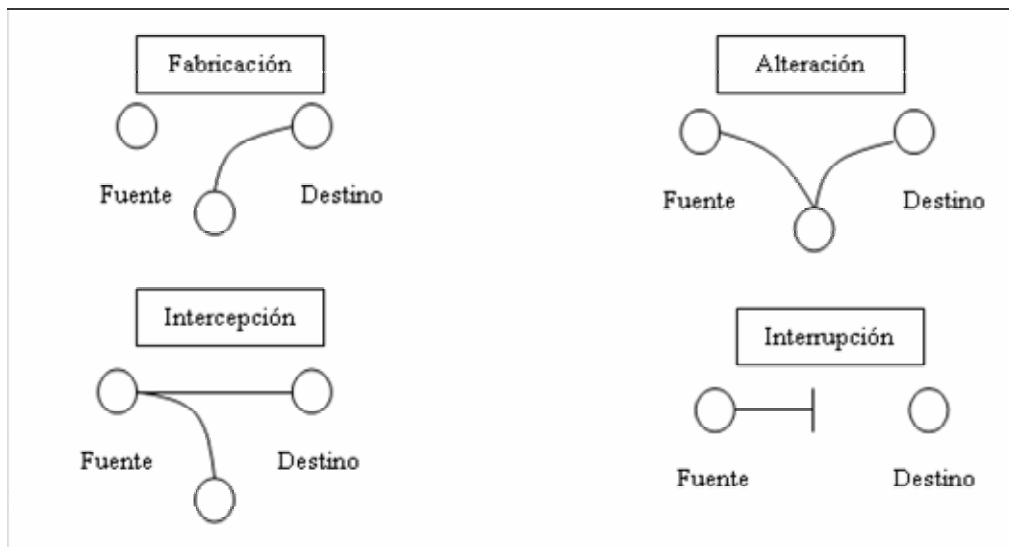 Fabricación
Fuente
Destino
Alteración
Fuente
Destino
Intercepción
Fuente
Destino
Interrupción
Fuente
Destino